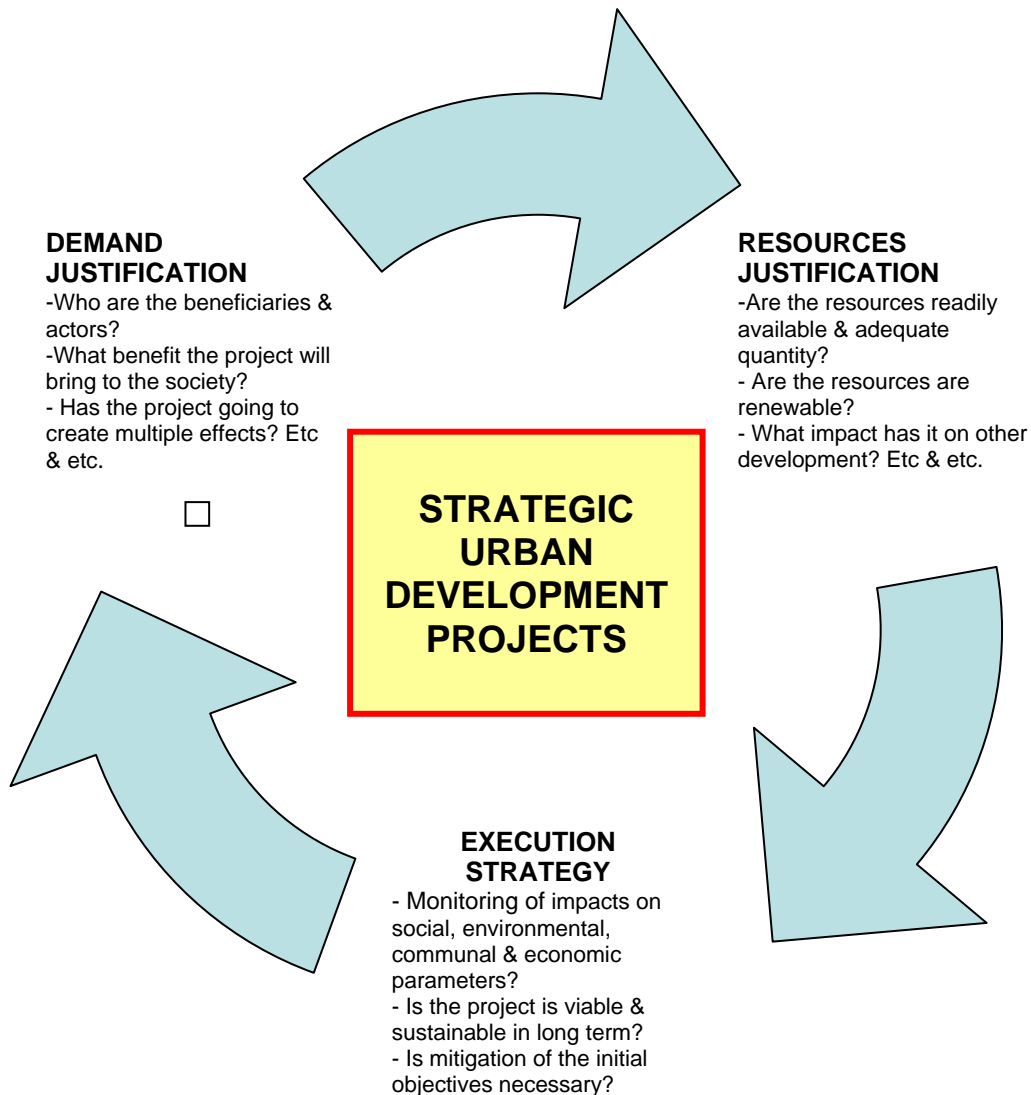 DEMAND
JUSTIFICATION
-Who are the beneficiaries &
actors?
-What benefit the project will
bring to the society?
- Has the project going to
create multiple effects? Etc
& etc.
RESOURCES
JUSTIFICATION
-Are the resources readily
available & adequate
quantity?
- Are the resources are
renewable?
- What impact has it on other
development? Etc & etc.
STRATEGIC
URBAN
DEVELOPMENT
PROJECTS
EXECUTION
STRATEGY
- Monitoring of impacts on
social, environmental,
communal & economic
parameters?
- Is the project is viable &
sustainable in long term?
- Is mitigation of the initial
objectives necessary?